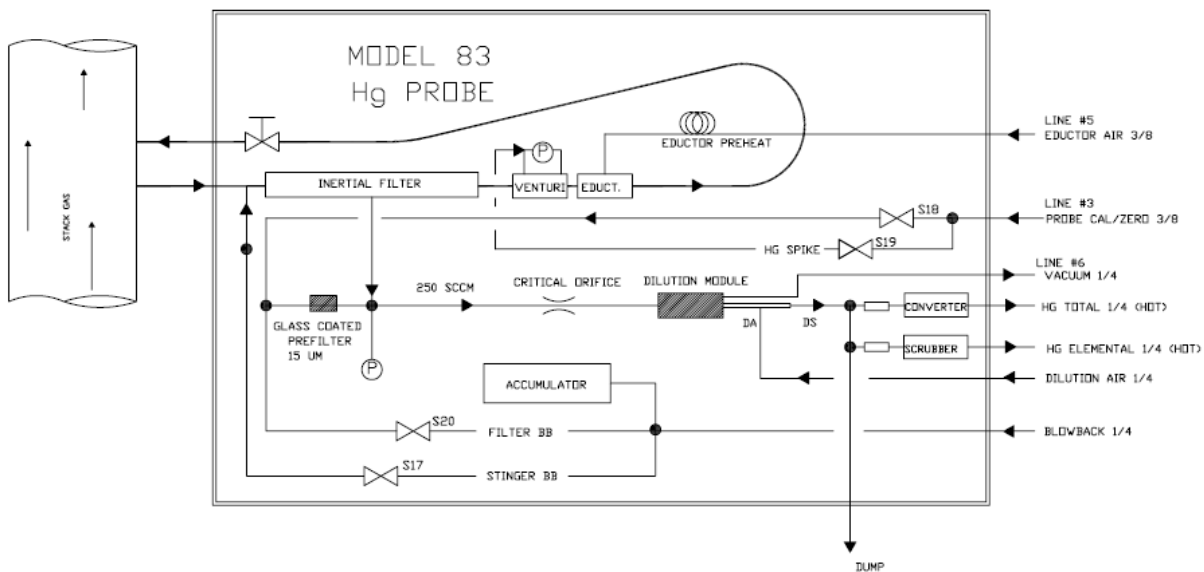 MODEL 83
Hg PROBE
STACK GAS
LINE #5
EDUCTOR AIR 3/8
EDUCTOR PREHEAT
P
INERTIAL FILTER
VENTURI
EDUCT.
S18
LINE #3
PROBE CAL/ZERO 3/8
HG SPIKE
S19
LINE #6
VACUUM 1/4
250 SCCM
CRITICAL ORIFICE
DILUTION MODULE
DA
DS
CONVERTER
HG TOTAL 1/4 (HOT)
GLASS COATED
PREFILTER
15 UM
P
SCRUBBER
HG ELEMENTAL 1/4 (HOT)
ACCUMULATOR
DILUTION AIR 1/4
S20
FILTER BB
BLOWBACK 1/4
S17
STINGER BB
DUMP